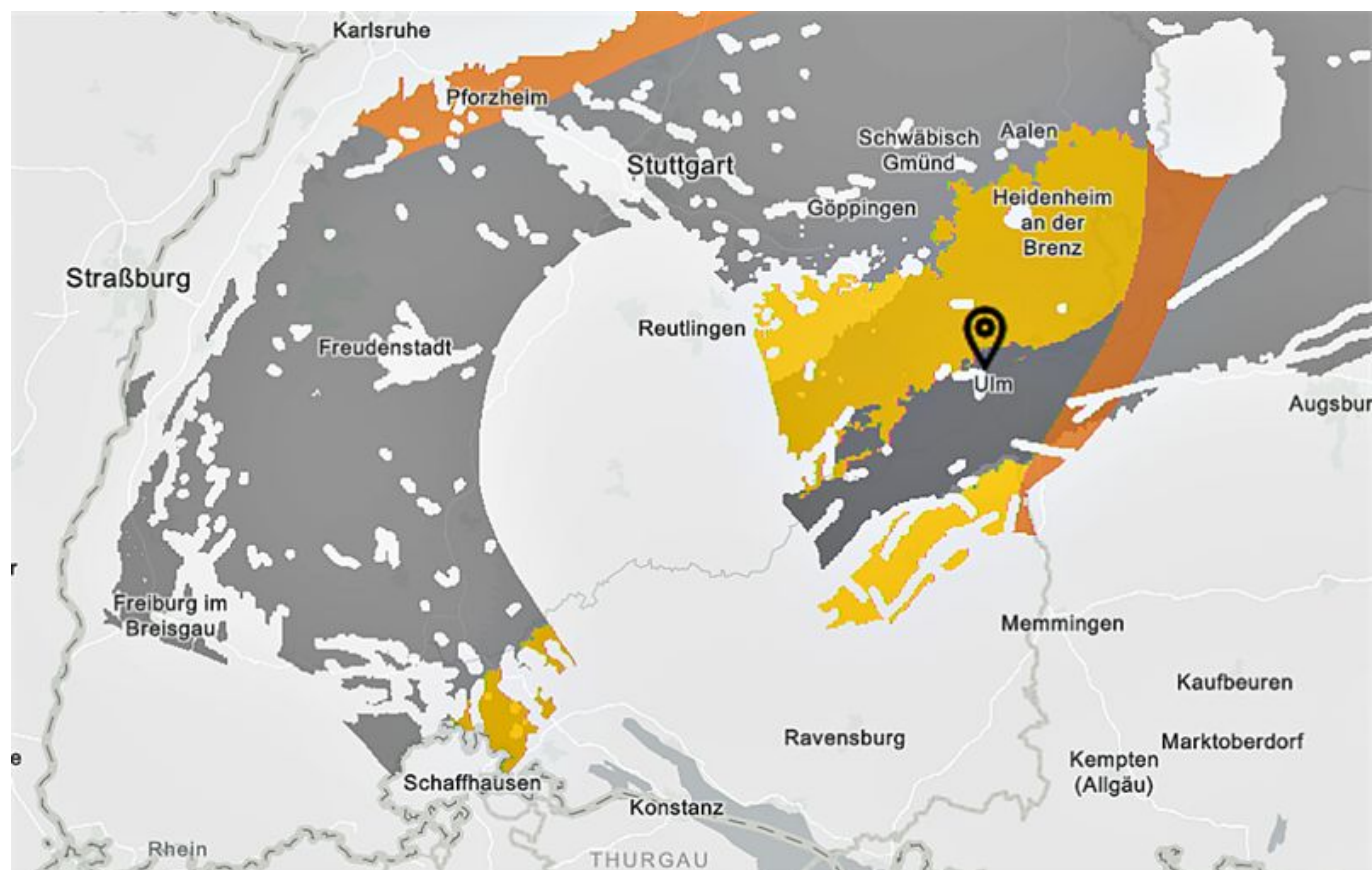 Karlsruhe
Pforzheim
Stuttgart
Schwäbisch
Gmünd
Aalen
Göppingen
Heidenheim
an der
Brenz
Straßburg
Reutlingen
Freudenstadt
Ulm
Augsbur
Freiburg im
Breisgau
Memmingen
Kaufbeuren
Ravensburg
Marktoberdorf
Kempten
(Allgäu)
Schaffhausen
Konstanz
Rhein
THURGAU